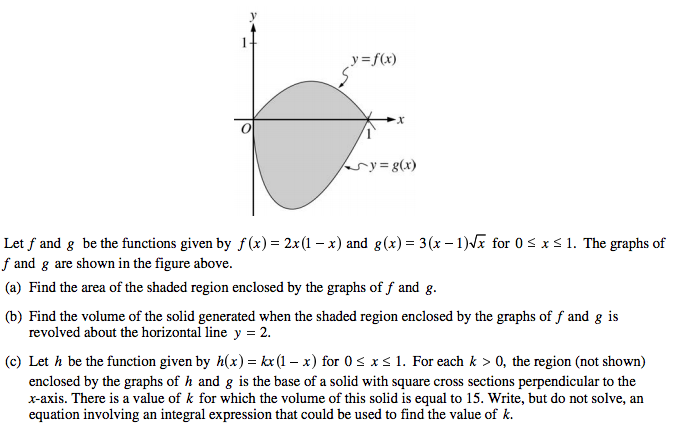 y
1
y = f(x)
x
O
1
y = g(x)
Let f and g be the functions given by f(x) = 2x(1 − x) and g(x) = 3(x − 1)√x for 0 ≤ x ≤ 1. The graphs of
f and g are shown in the figure above.
(a) Find the area of the shaded region enclosed by the graphs of f and g.
(b) Find the volume of the solid generated when the shaded region enclosed by the graphs of f and g is
revolved about the horizontal line y = 2.
(c) Let h be the function given by h(x) = kx(1 − x) for 0 ≤ x ≤ 1. For each k > 0, the region (not shown)
enclosed by the graphs of h and g is the base of a solid with square cross sections perpendicular to the
x-axis. There is a value of k for which the volume of this solid is equal to 15. Write, but do not solve, an
equation involving an integral expression that could be used to find the value of k.